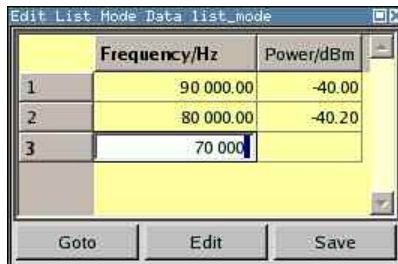 Edit List Mode Data list_mode
Frequency/Hz Power/dBm
1 90 000.00 -40.00
2 80 000.00 -40.20
3 70 000
Goto Edit Save